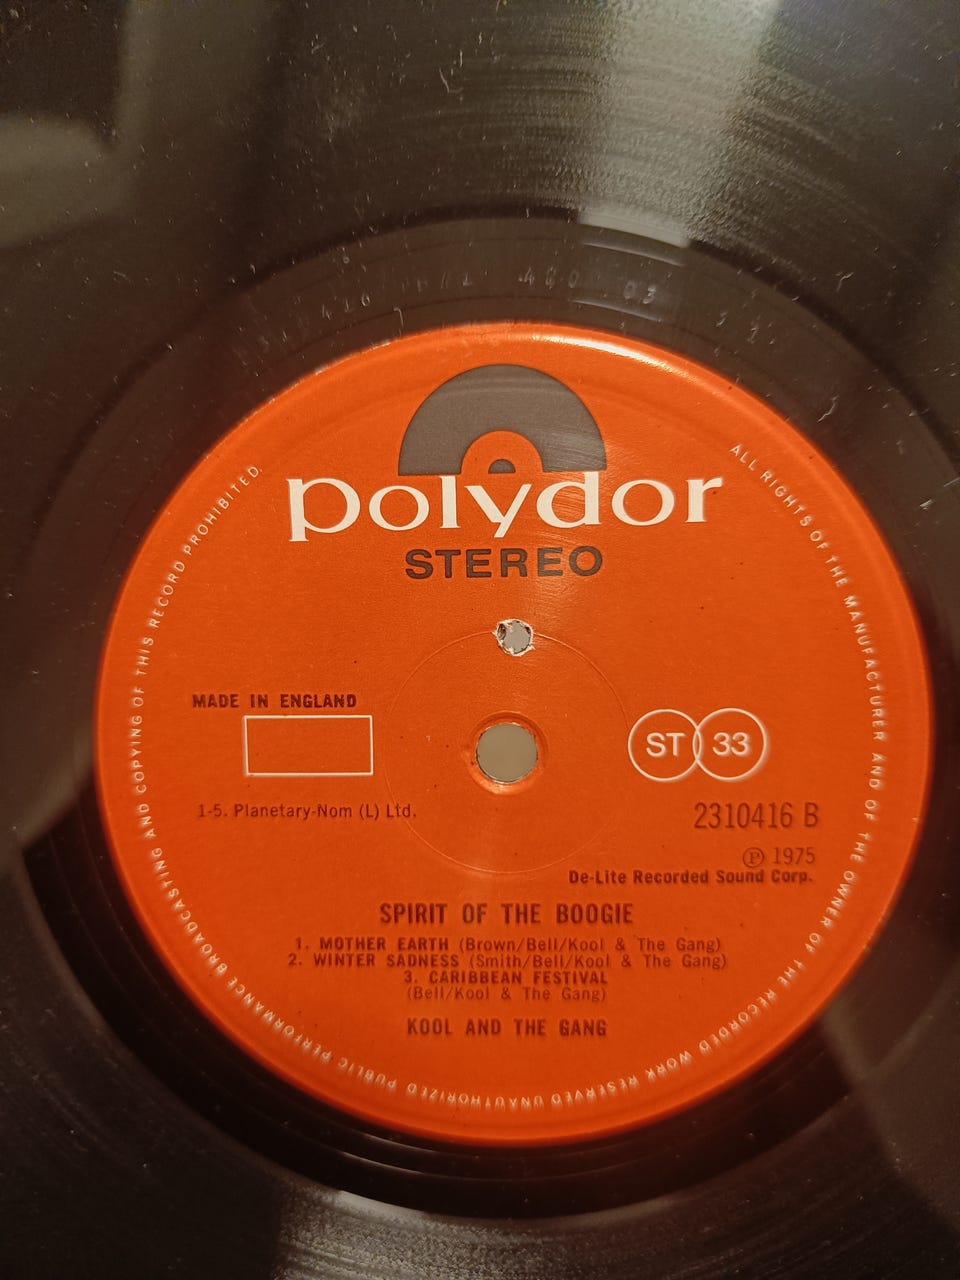 polydor
STEREO
MADE IN ENGLAND
ST 33
1-5. Planetary-Nom (L) Ltd.
2310416 B
℗ 1975
De-Lite Recorded Sound Corp.
SPIRIT OF THE BOOGIE
1. MOTHER EARTH (Brown/Bell/Kool & The Gang)
2. WINTER SADNESS (Smith/Bell/Kool & The Gang)
3. CARIBBEAN FESTIVAL
(Bell/Kool & The Gang)
KOOL AND THE GANG
ALL RIGHTS OF THE MANUFACTURER AND OF THE OWNER OF THE RECORDED WORK RESERVED UNAUTHORIZED PUBLIC PERFORMANCE BROADCASTING AND COPYING OF THIS RECORD PROHIBITED.